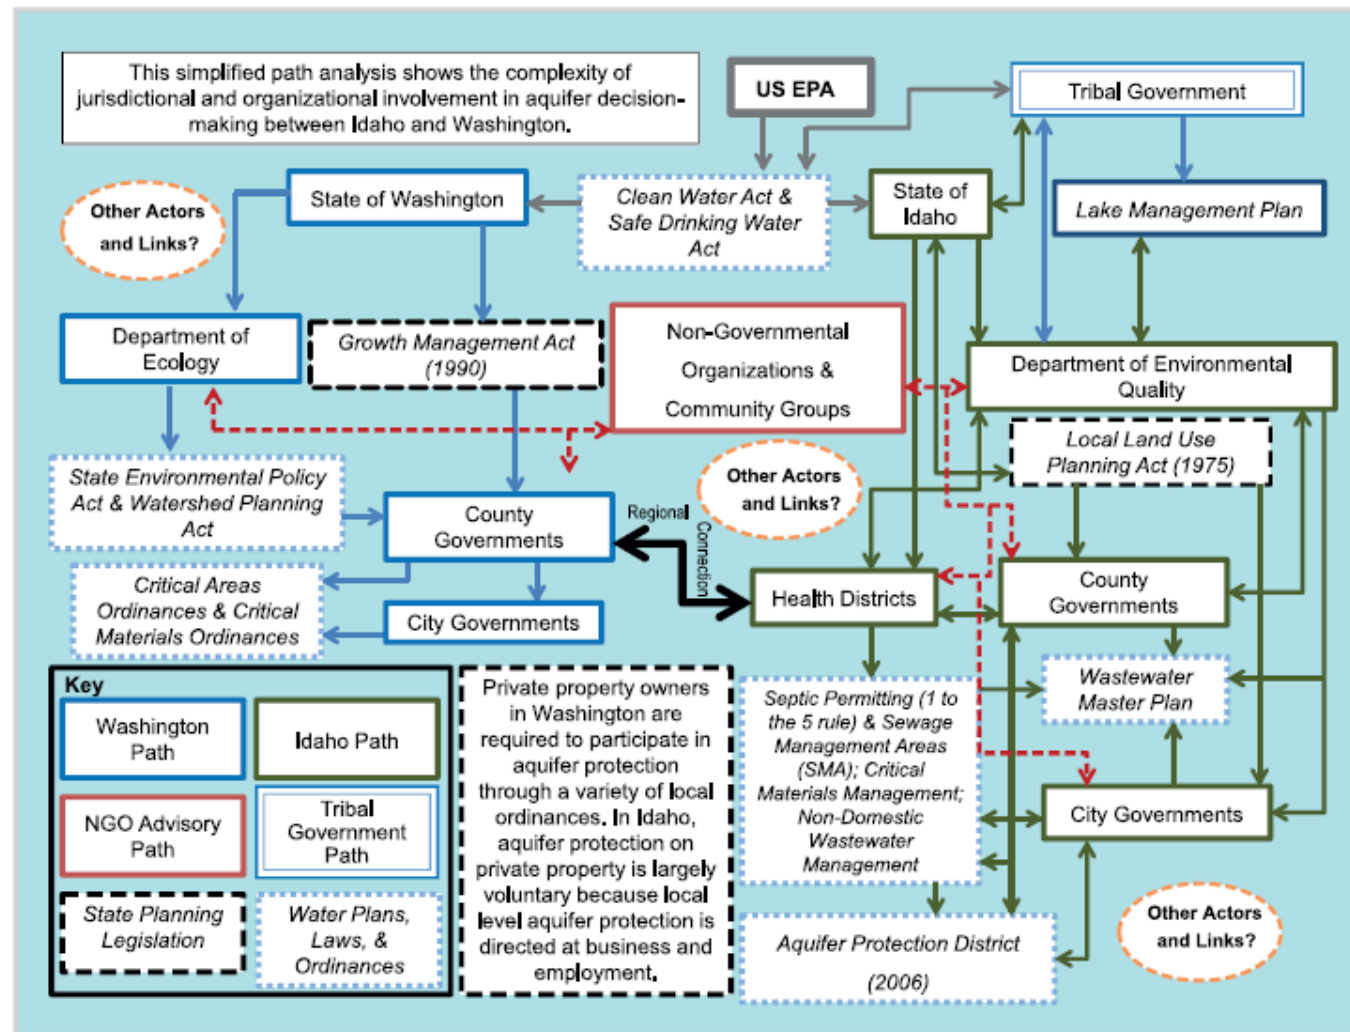 This simplified path analysis shows the complexity of
jurisdictional and organizational involvement in aquifer decision-
making between Idaho and Washington.
US EPA
Tribal Government
State of Washington
Clean Water Act &
Safe Drinking Water
Act
State of
Idaho
Lake Management Plan
Other Actors
and Links?
Department of
Ecology
Growth Management Act
(1990)
Non-Governmental
Organizations &
Community Groups
Department of Environmental
Quality
Local Land Use
Planning Act (1975)
State Environmental Policy
Act & Watershed Planning
Act
County
Governments
Regional
Connection
Other Actors
and Links?
Critical Areas
Ordinances & Critical
Materials Ordinances
City Governments
Health Districts
County
Governments
Wastewater
Master Plan
Key
Washington
Path
Idaho Path
NGO Advisory
Path
Tribal
Government
Path
State Planning
Legislation
Water Plans,
Laws, &
Ordinances
Private property owners
in Washington are
required to participate in
aquifer protection
through a variety of local
ordinances. In Idaho,
aquifer protection on
private property is largely
voluntary because local
level aquifer protection is
directed at business and
employment.
Septic Permitting (1 to
the 5 rule) & Sewage
Management Areas
(SMA); Critical
Materials Management;
Non-Domestic
Wastewater
Management
City Governments
Aquifer Protection District
(2006)
Other Actors
and Links?